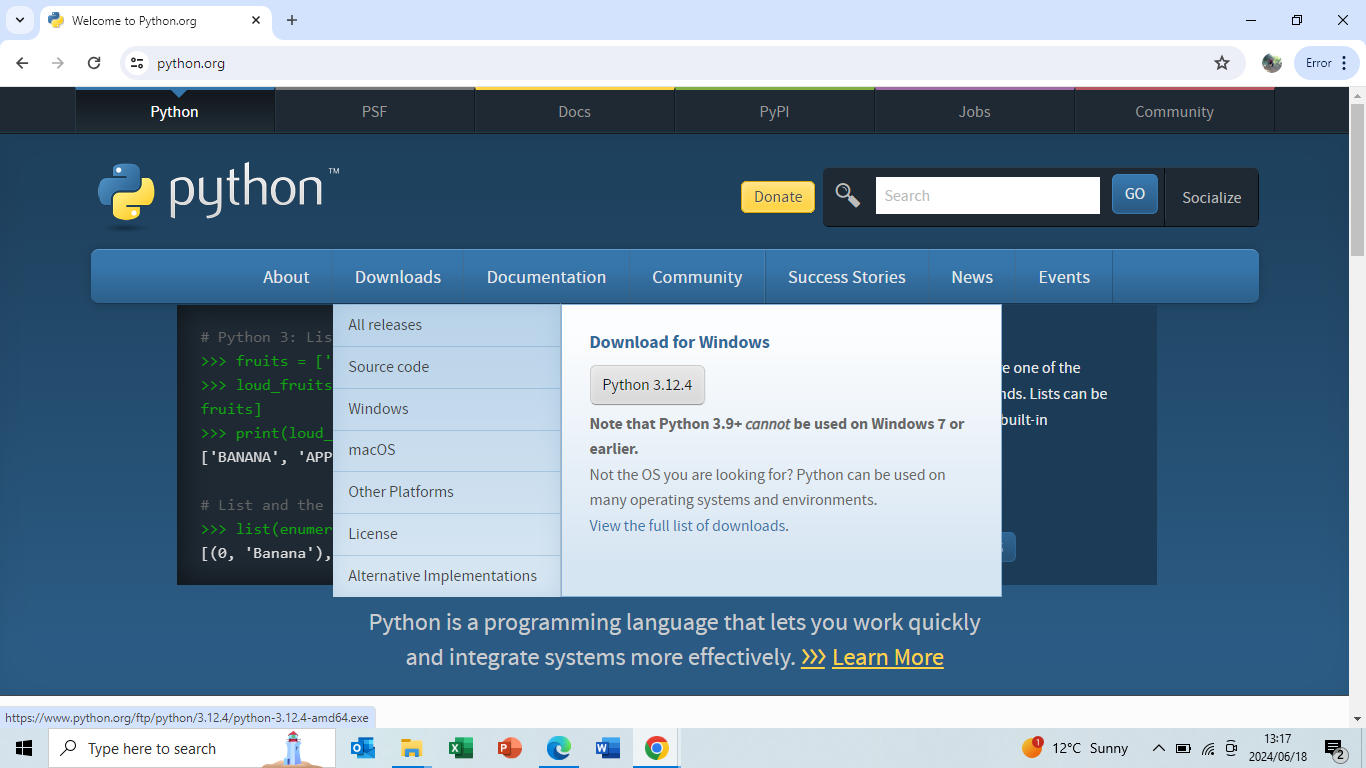 Welcome to Python.org
python.org
Error
Python
PSF
Docs
PyPI
Jobs
Community
python™
Donate
Search
GO
Socialize
About
Downloads
Documentation
Community
Success Stories
News
Events
All releases
Source code
Windows
macOS
Other Platforms
License
Alternative Implementations
Download for Windows
Python 3.12.4
Note that Python 3.9+ cannot be used on Windows 7 or
earlier.
Not the OS you are looking for? Python can be used on
many operating systems and environments.
View the full list of downloads.
# Python 3: Lis
>>> fruits = ['
>>> loud_fruits
fruits]
>>> print(loud_
['BANANA', 'APP
# List and the
>>> list(enumer
[(0, 'Banana'),
e one of the
nds. Lists can be
built-in
Python is a programming language that lets you work quickly
and integrate systems more effectively. >>> Learn More
https://www.python.org/ftp/python/3.12.4/python-3.12.4-amd64.exe
Type here to search
1
12°C Sunny
13:17
2024/06/18
2